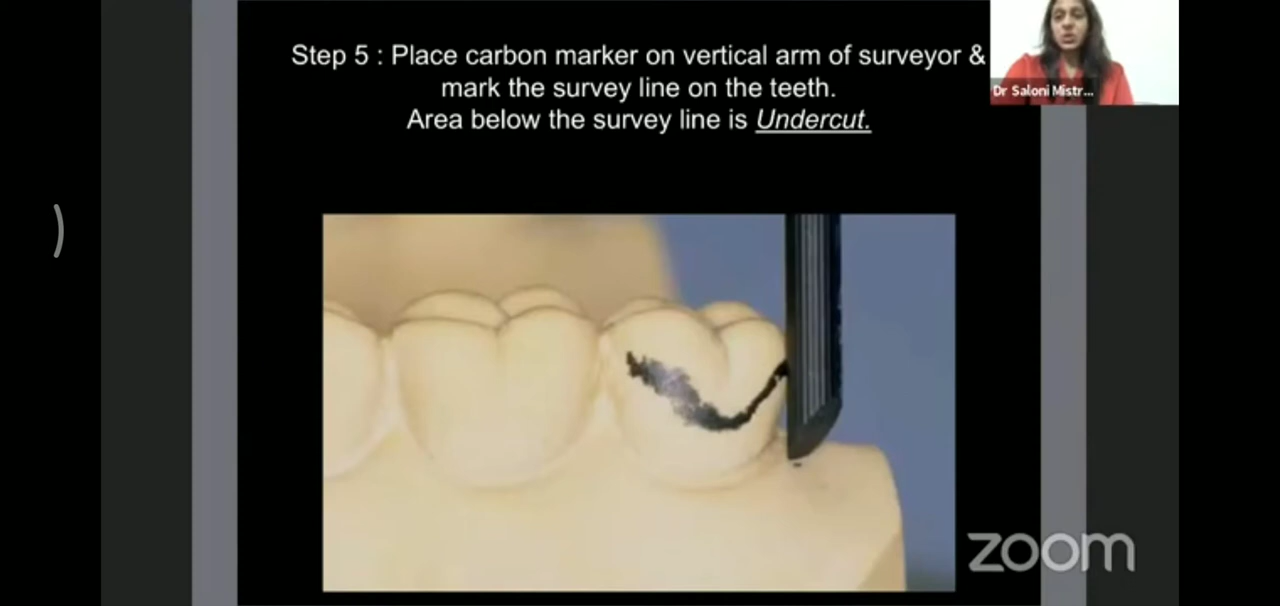 Step 5 : Place carbon marker on vertical arm of surveyor &
mark the survey line on the teeth.
Area below the survey line is Undercut.
Dr Saloni Mistr...
zoom